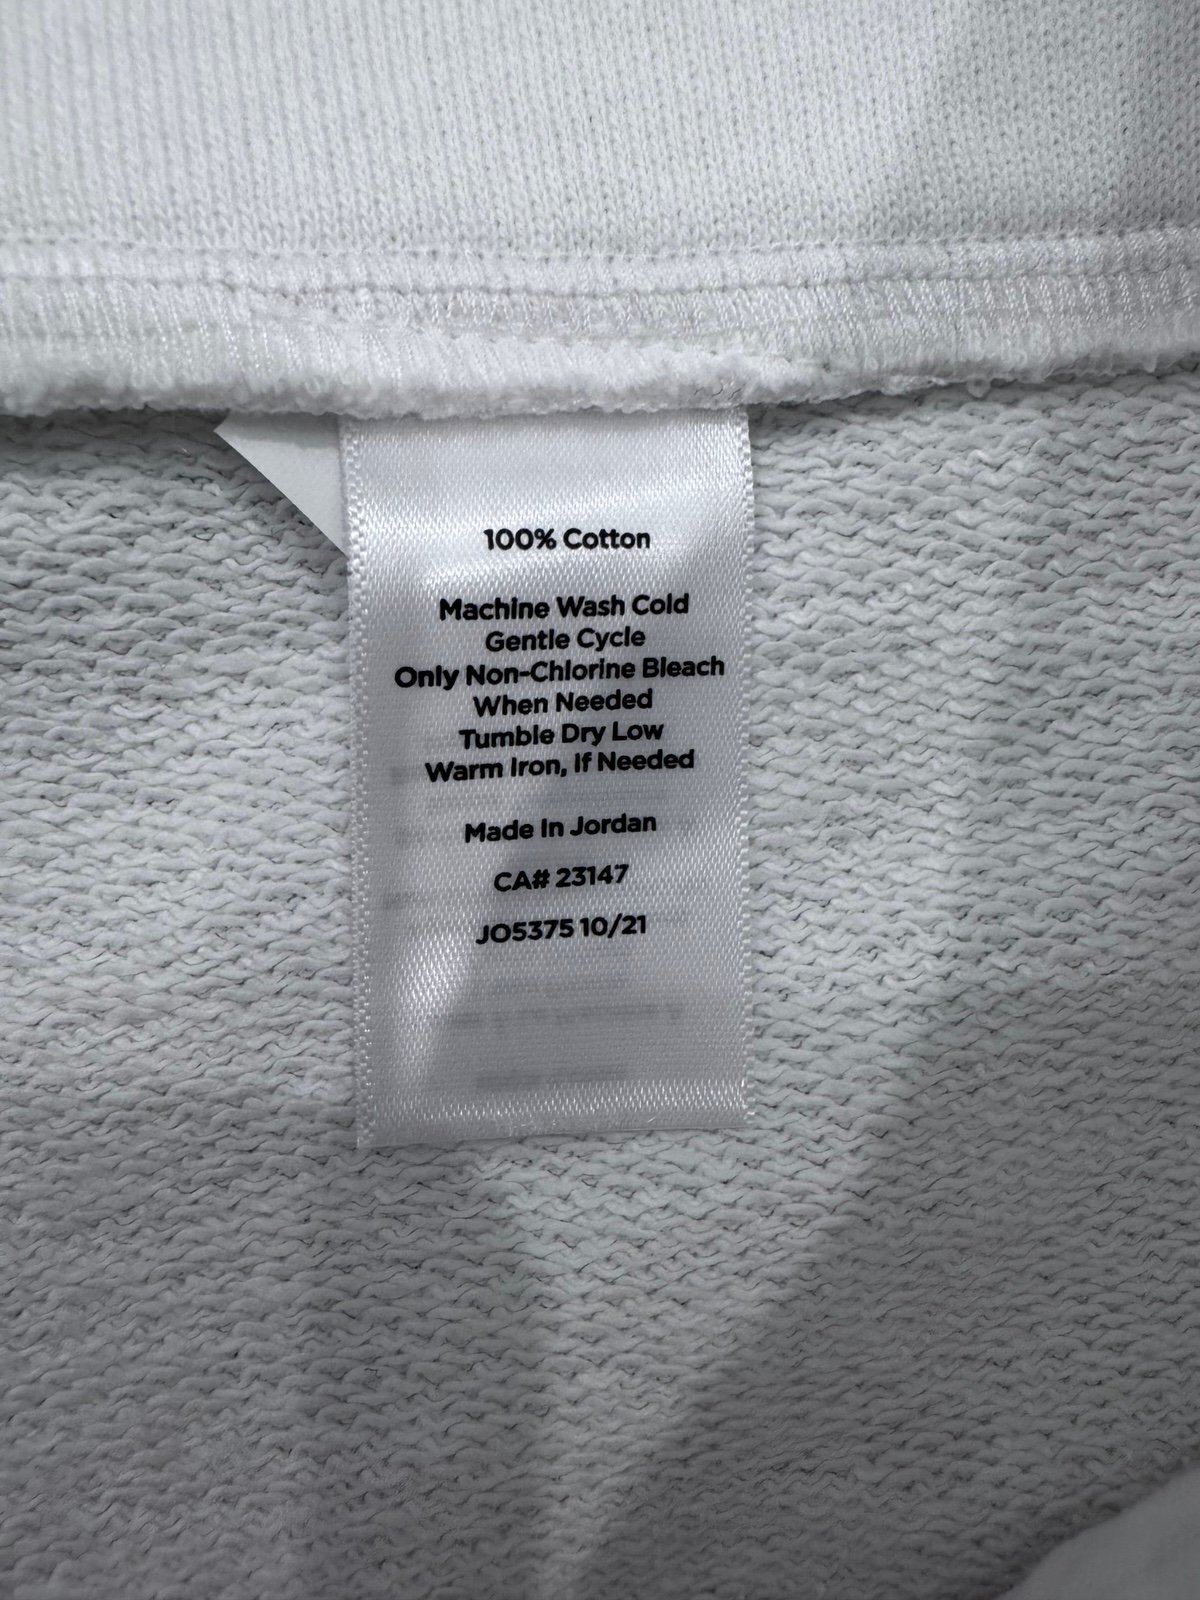 100% Cotton
Machine Wash Cold
Gentle Cycle
Only Non-Chlorine Bleach
When Needed
Tumble Dry Low
Warm Iron, If Needed
Made In Jordan
CA# 23147
JO5375 10/21